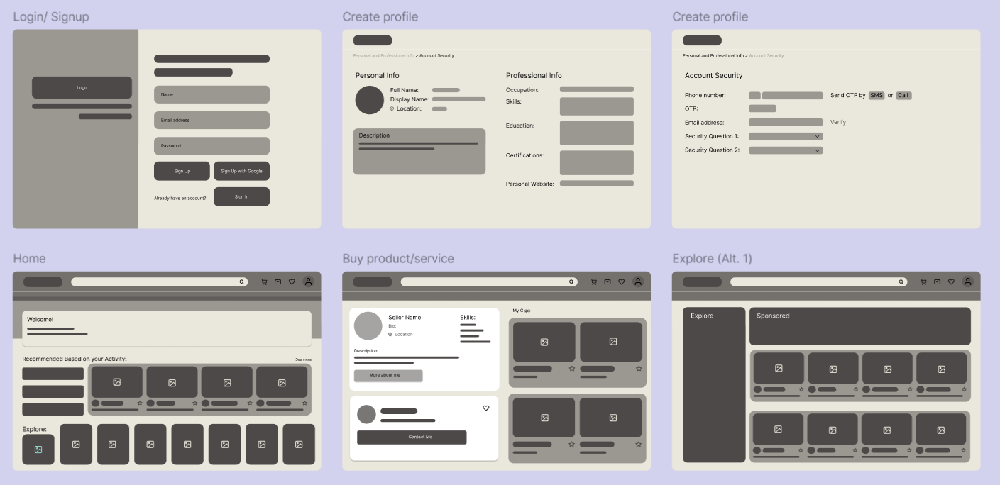 Login/ Signup
Logo
Name
Email address
Password
Sign Up
Sign Up with Google
Already have an account?
Sign In
Create profile
Personal and Professional Info > Account Security
Personal Info
Full Name:
Display Name:
Location:
Description
Professional Info
Occupation:
Skills:
Education:
Certifications:
Personal Website:
Create profile
Personal and Professional Info > Account Security
Account Security
Phone number:
Send OTP by SMS or Call
OTP:
Email address:
Verify
Security Question 1:
Security Question 2:
Home
Welcome!
Recommended Based on your Activity:
See more
Explore:
Buy product/service
Seller Name
Bio:
Location
Skills:
Description
More about me
Contact Me
My Gigs:
Explore (Alt. 1)
Explore
Sponsored